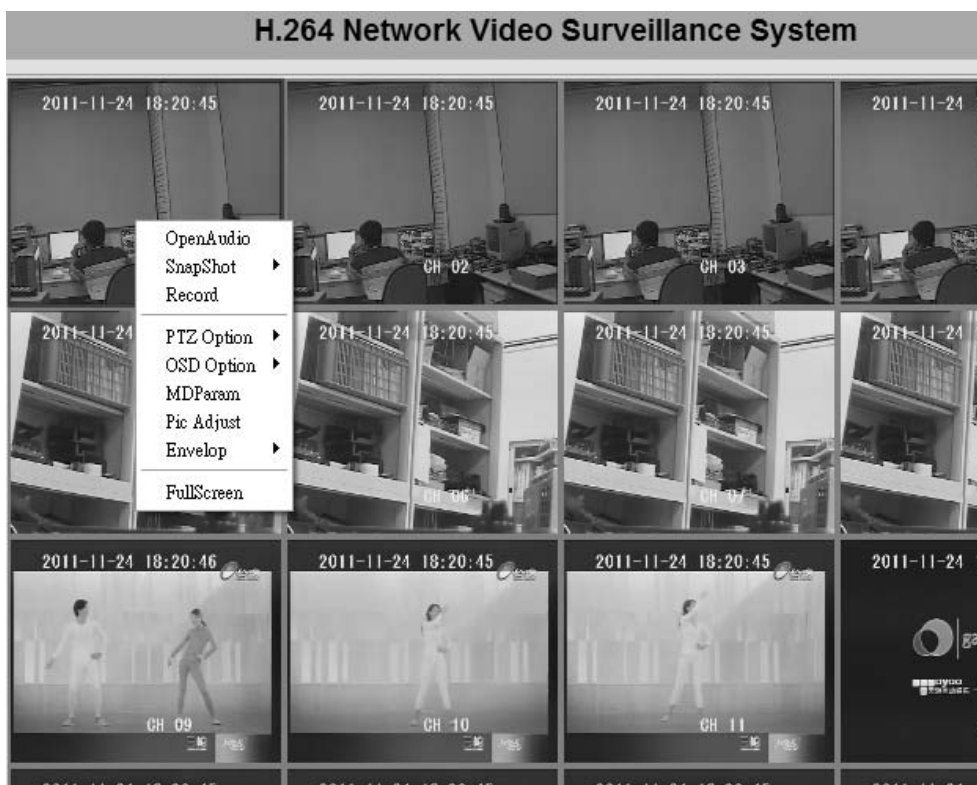 H.264 Network Video Surveillance System
2011-11-24 18:20:45
2011-11-24 18:20:45
2011-11-24 18:20:45
2011-11-24
CH 02
CH 03
OpenAudio
SnapShot
Record
PTZ Option
OSD Option
MDParam
Pic Adjust
Envelop
FullScreen
2011-11-24
2011-11-24 18:20:45
2011-11-24 18:20:45
2011-11-24
CH 06
CH 07
2011-11-24 18:20:46
2011-11-24 18:20:45
2011-11-24 18:20:45
2011-11-24
ga
CH 09
CH 10
CH 11